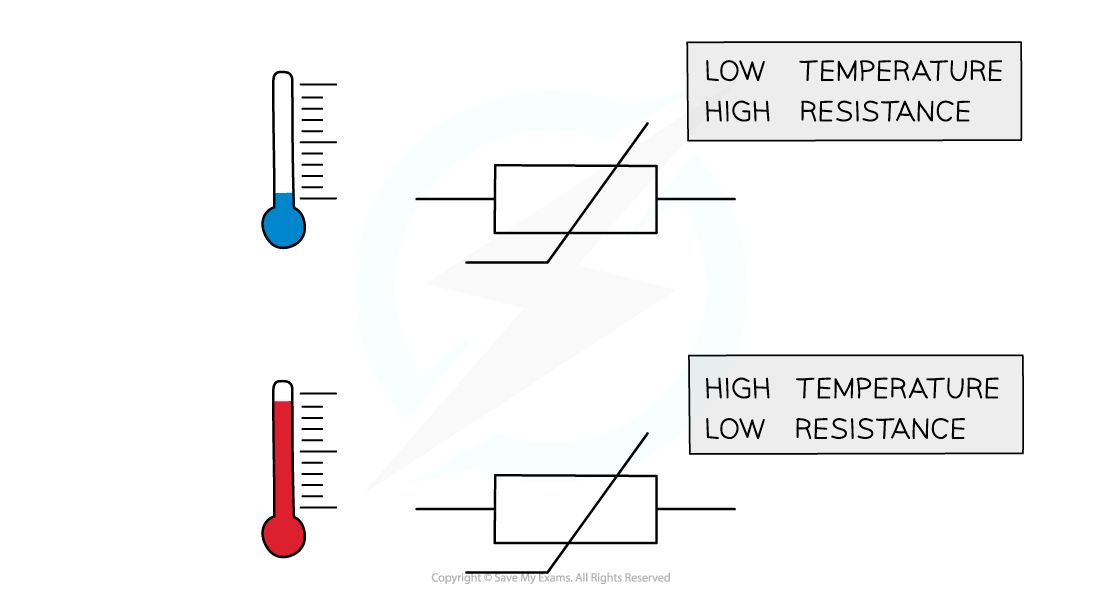 LOW TEMPERATURE
HIGH RESISTANCE
HIGH TEMPERATURE
LOW RESISTANCE
Copyright © Save My Exams. All Rights Reserved